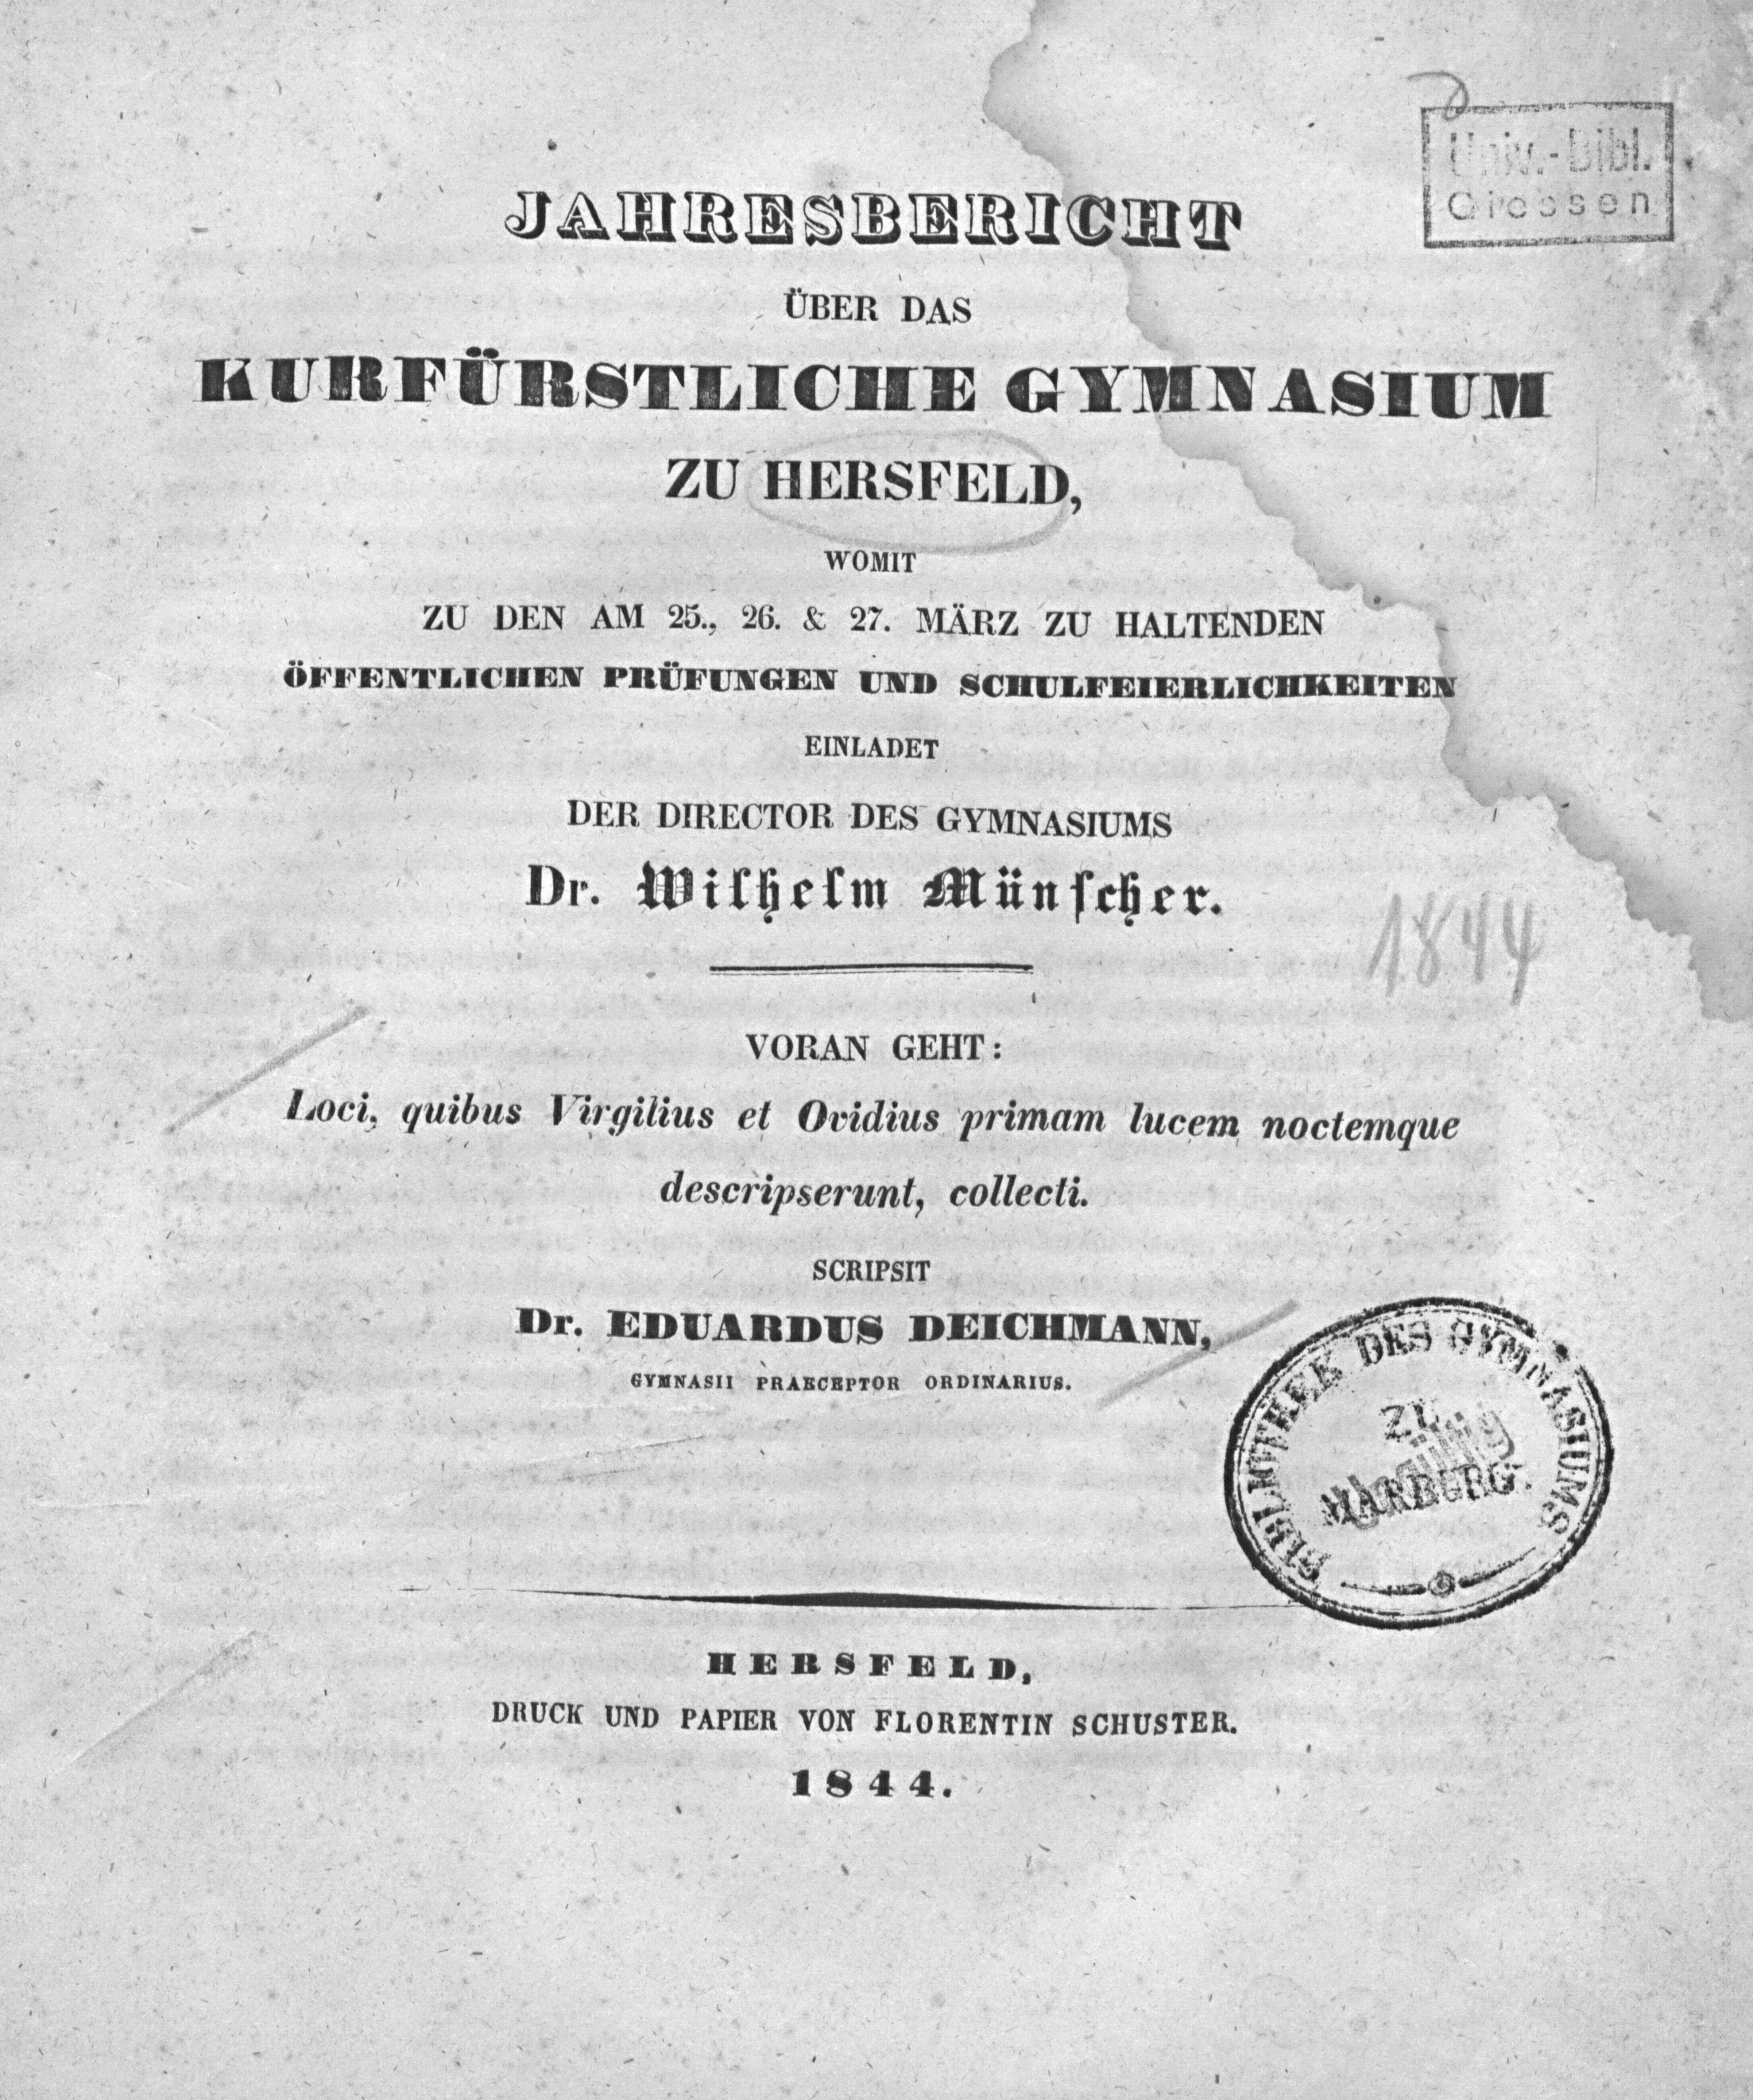 Univ.-Bibl.
Giessen
JAHRESBERICHT
ÜBER DAS
KURFÜRSTLICHE GYMNASIUM
ZU HERSFELD,
WOMIT
ZU DEN AM 25., 26. & 27. MÄRZ ZU HALTENDEN
ÖFFENTLICHEN PRÜFUNGEN UND SCHULFEIERLICHKEITEN
EINLADET
DER DIRECTOR DES GYMNASIUMS
Dr. Wilhelm Münscher.
1844
VORAN GEHT:
Loci, quibus Virgilius et Ovidius primam lucem noctemque
descripserunt, collecti.
SCRIPSIT
Dr. EDUARDUS DEICHMANN,
GYMNASII PRAECEPTOR ORDINARIUS.
BIBLIOTHEK DES GYMNASIUMS
ZU
MARBURG.
HERSFELD,
DRUCK UND PAPIER VON FLORENTIN SCHUSTER.
1844.